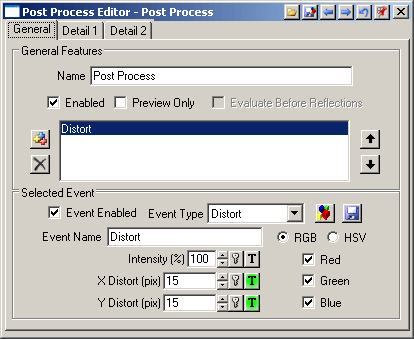 Post Process Editor - Post Process
General Detail 1 Detail 2
General Features
Name Post Process
Enabled Preview Only Evaluate Before Reflections
Distort
Selected Event
Event Enabled Event Type Distort
Event Name Distort RGB HSV
Intensity (%) 100 T Red
X Distort (pix) 15 T Green
Y Distort (pix) 15 T Blue